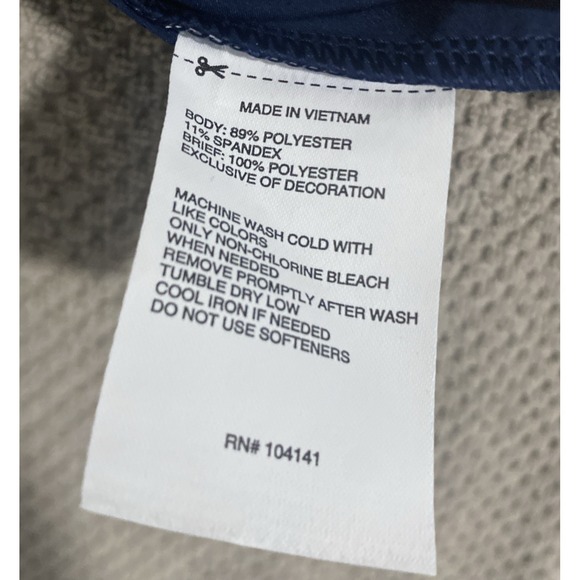 MADE IN VIETNAM
BODY: 89% POLYESTER
11% SPANDEX
BRIEF: 100% POLYESTER
EXCLUSIVE OF DECORATION
MACHINE WASH COLD WITH
LIKE COLORS
ONLY NON-CHLORINE BLEACH
WHEN NEEDED
REMOVE PROMPTLY AFTER WASH
TUMBLE DRY LOW
COOL IRON IF NEEDED
DO NOT USE SOFTENERS
RN# 104141